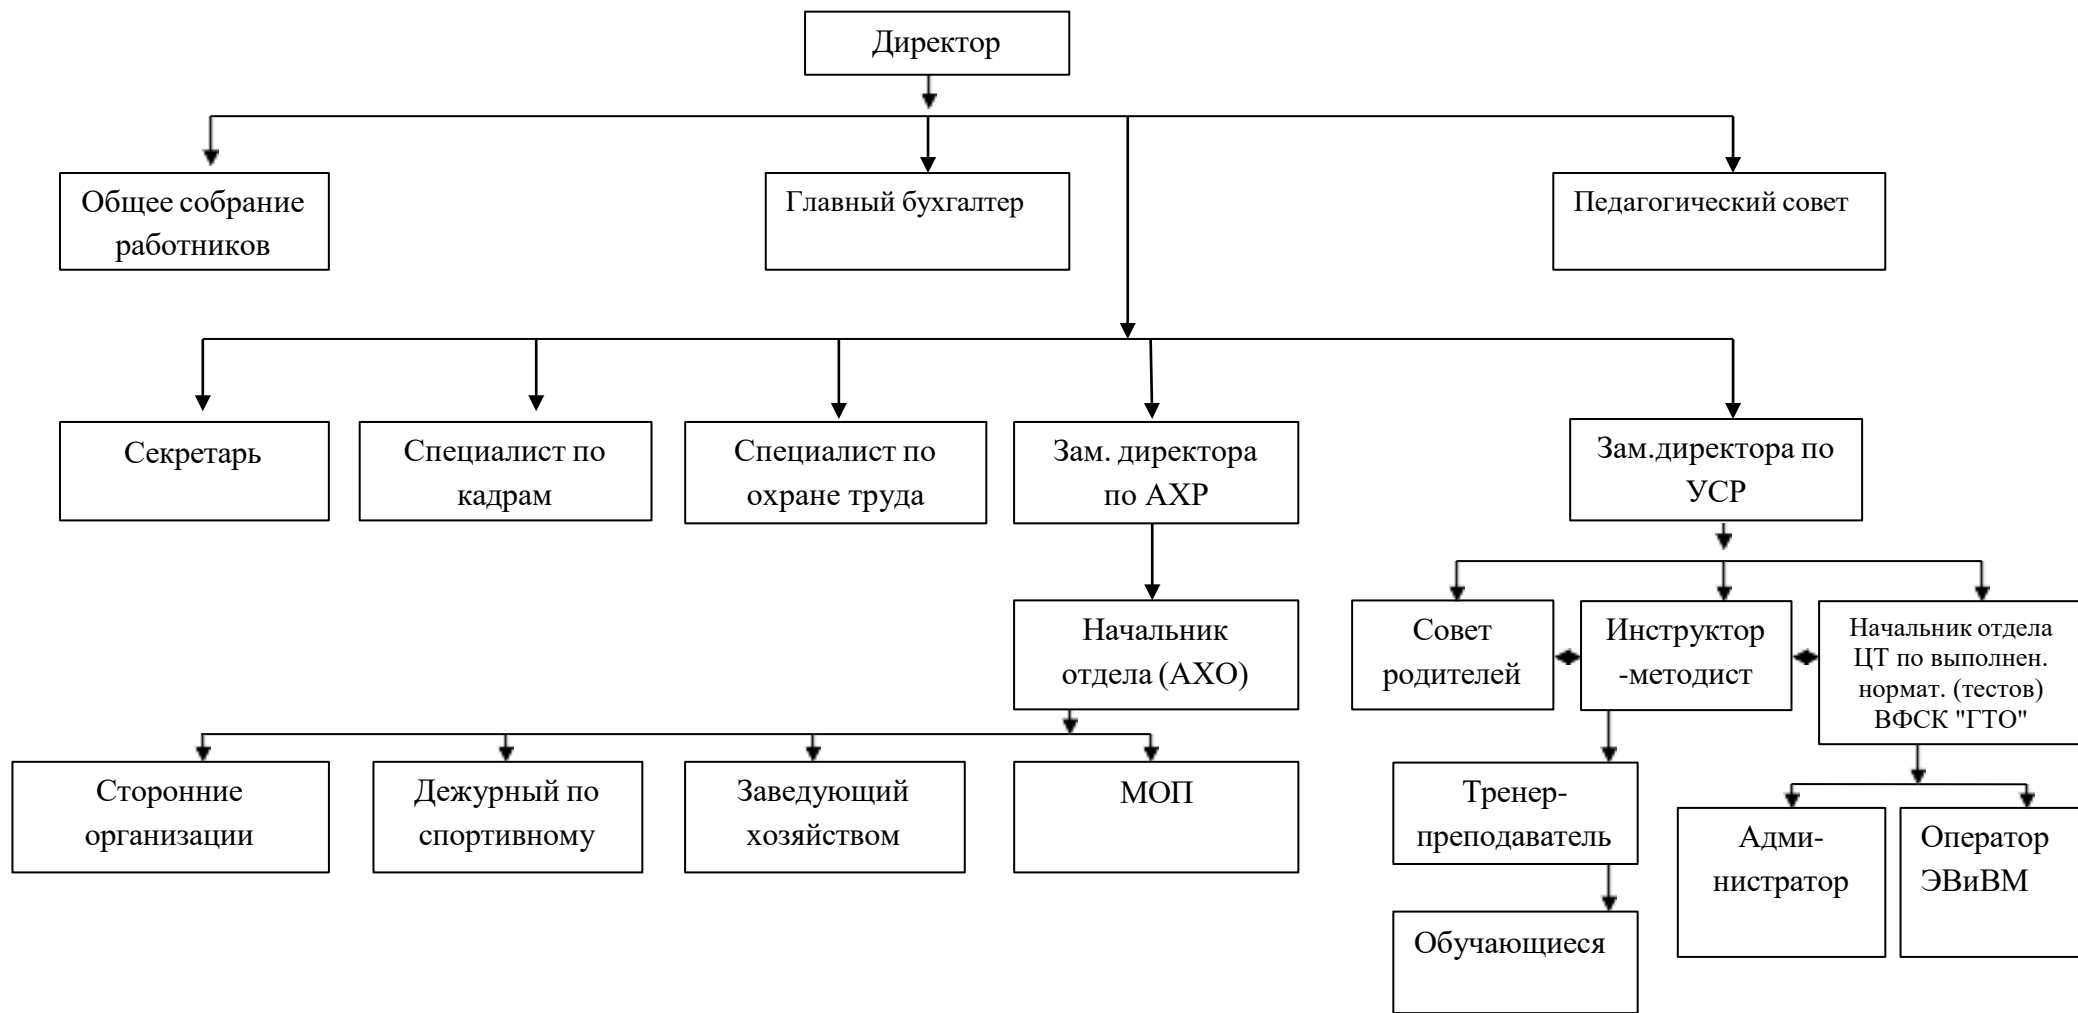 Директор
Общее собрание
работников
Главный бухгалтер
Педагогический совет
Секретарь
Специалист по
кадрам
Специалист по
охране труда
Зам. директора
по АХР
Зам.директора по
УСР
Начальник
отдела (АХО)
Совет
родителей
Инструктор
-методист
Начальник отдела
ЦТ по выполнен.
нормат. (тестов)
ВФСК "ГТО"
Сторонние
организации
Дежурный по
спортивному
Заведующий
хозяйством
МОП
Тренер-
преподаватель
Адми-
нистратор
Оператор
ЭВиВМ
Обучающиеся